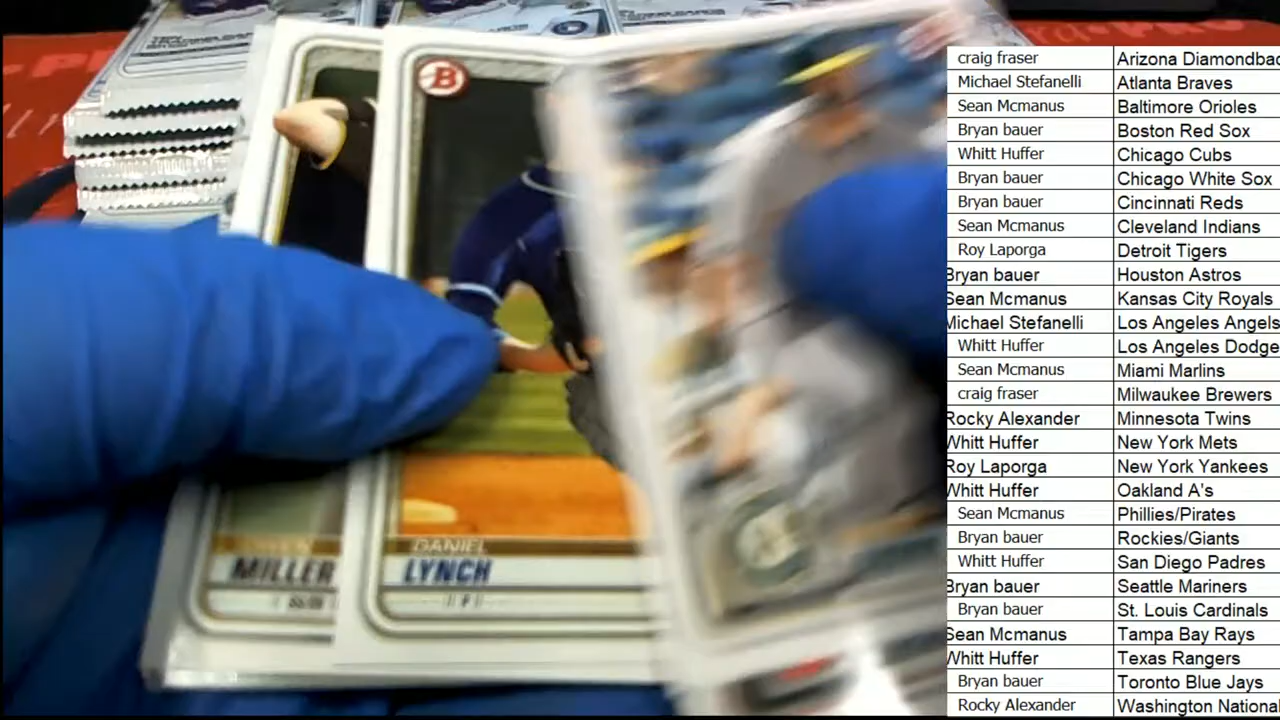 B
DANIEL
LYNCH
P
MILLER
craig fraser Arizona Diamondbac
Michael Stefanelli Atlanta Braves
Sean Mcmanus Baltimore Orioles
Bryan bauer Boston Red Sox
Whitt Huffer Chicago Cubs
Bryan bauer Chicago White Sox
Bryan bauer Cincinnati Reds
Sean Mcmanus Cleveland Indians
Roy Laporga Detroit Tigers
Bryan bauer Houston Astros
Sean Mcmanus Kansas City Royals
Michael Stefanelli Los Angeles Angels
Whitt Huffer Los Angeles Dodge
Sean Mcmanus Miami Marlins
craig fraser Milwaukee Brewers
Rocky Alexander Minnesota Twins
Whitt Huffer New York Mets
Roy Laporga New York Yankees
Whitt Huffer Oakland A's
Sean Mcmanus Phillies/Pirates
Bryan bauer Rockies/Giants
Whitt Huffer San Diego Padres
Bryan bauer Seattle Mariners
Bryan bauer St. Louis Cardinals
Sean Mcmanus Tampa Bay Rays
Whitt Huffer Texas Rangers
Bryan bauer Toronto Blue Jays
Rocky Alexander Washington National